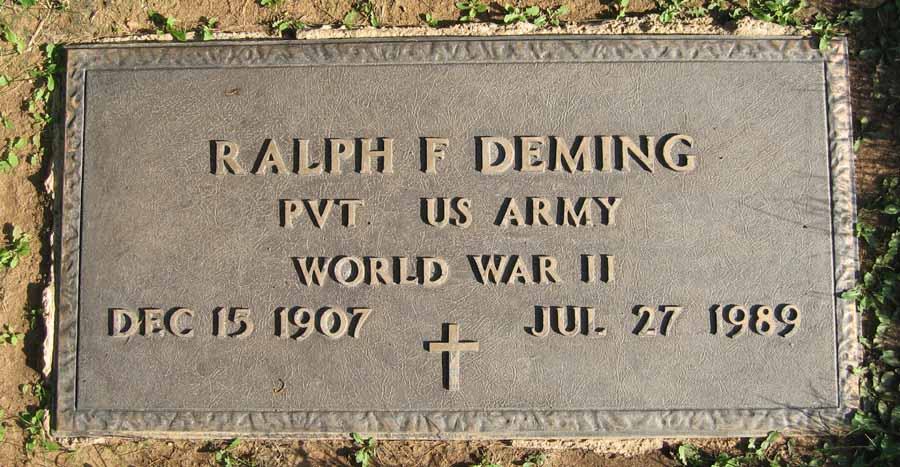 RALPH F DEMING
PVT US ARMY
WORLD WAR II
DEC 15 1907 JUL 27 1989